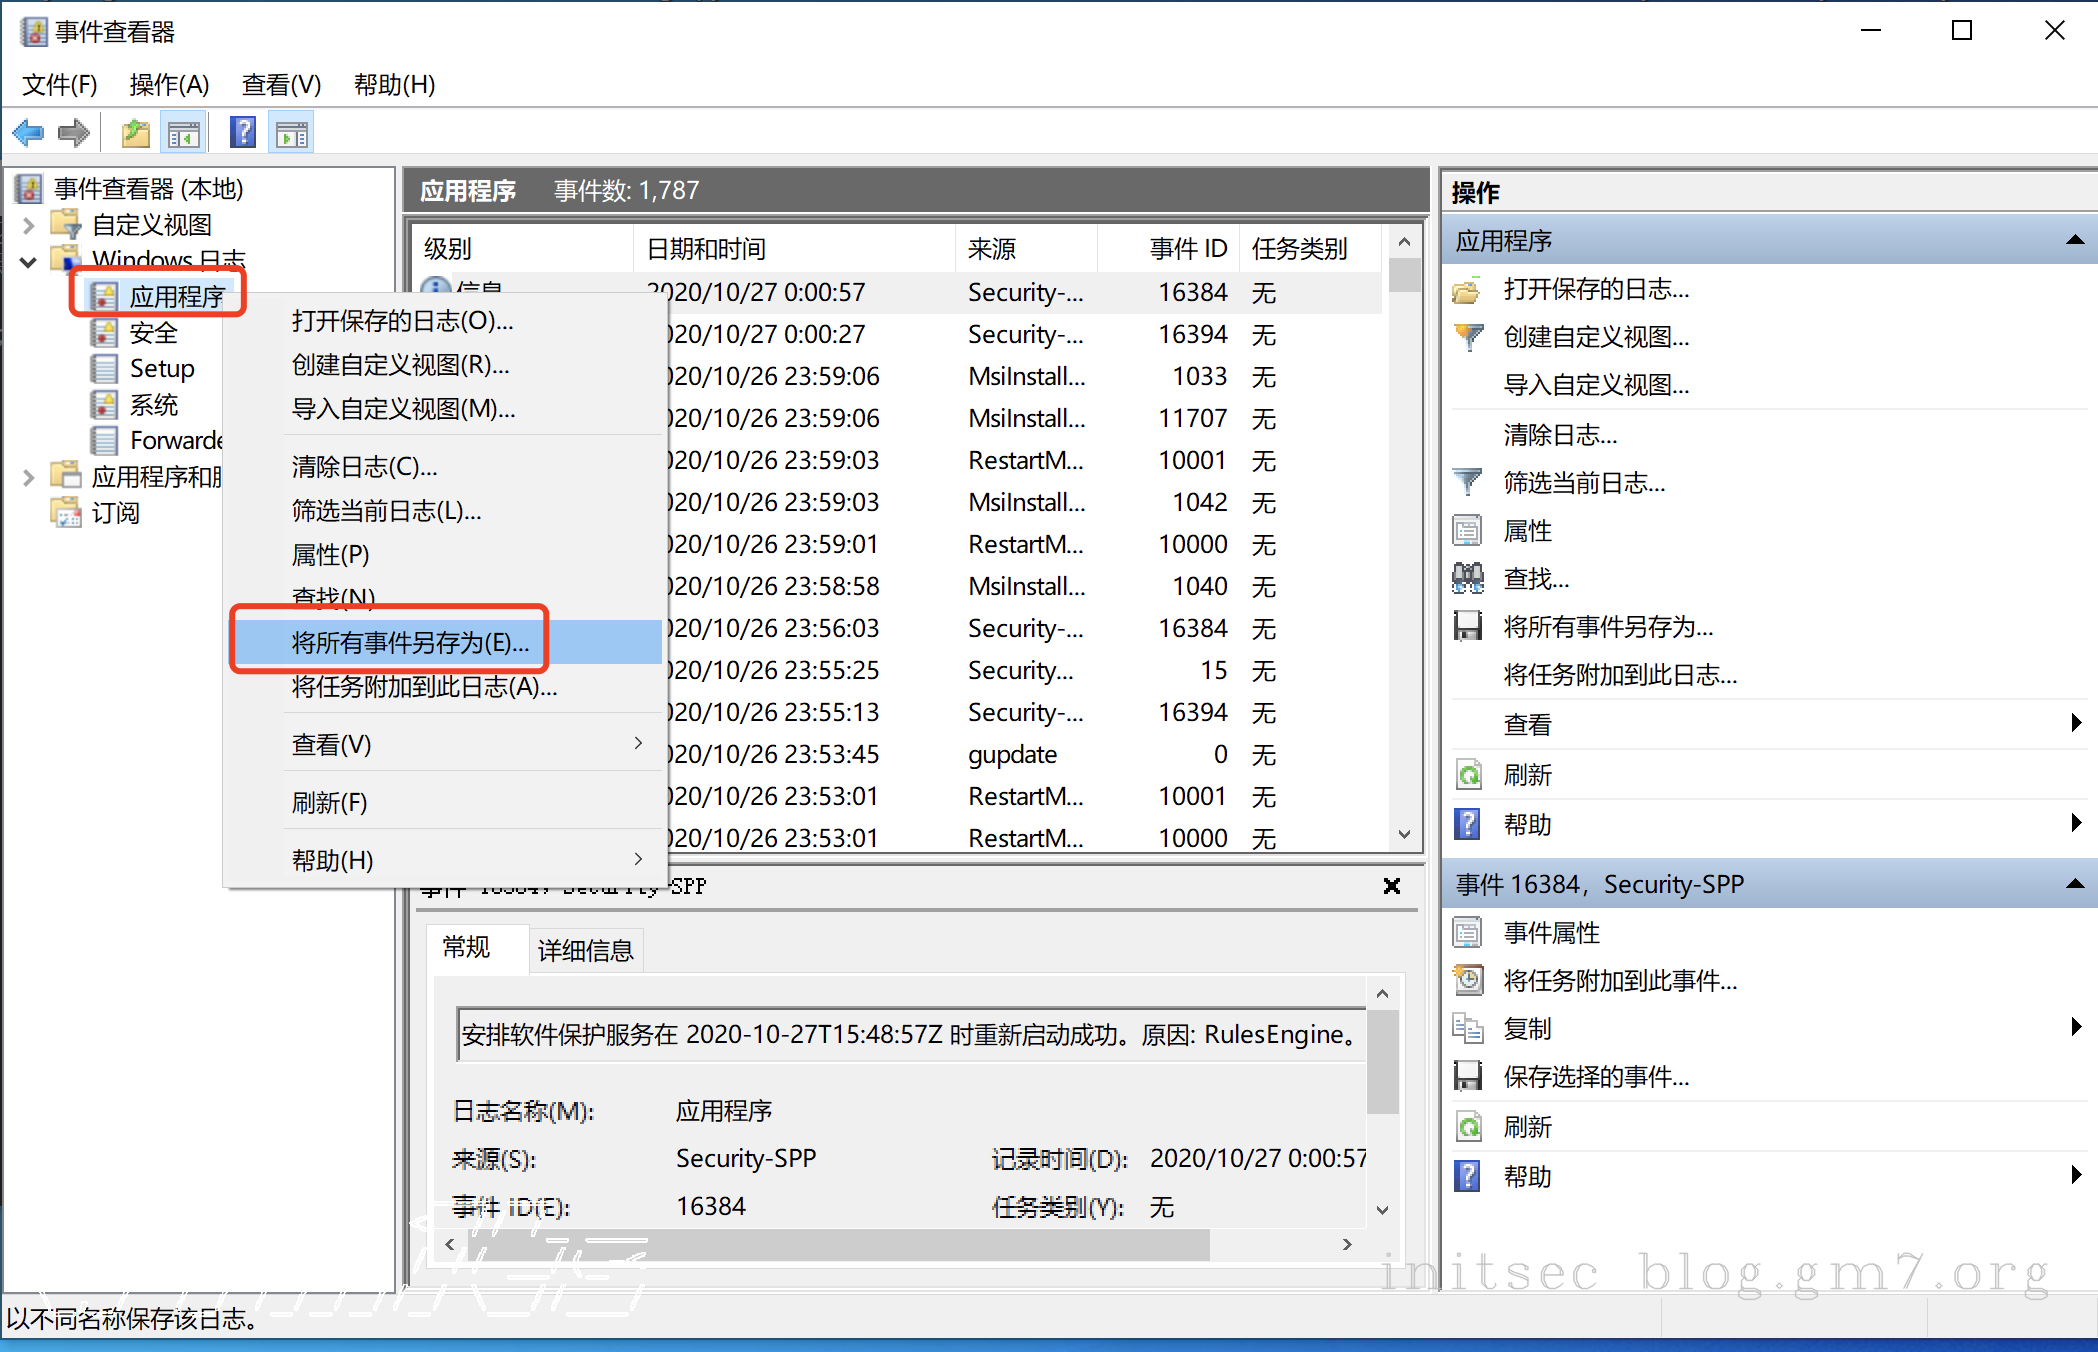 事件查看器
文件(F) 操作(A) 查看(V) 帮助(H)
事件查看器 (本地)
自定义视图
Windows 日志
应用程序
安全
Setup
系统
Forwarde
应用程序和服
订阅
打开保存的日志(O)...
创建自定义视图(R)...
导入自定义视图(M)...
清除日志(C)...
筛选当前日志(L)...
属性(P)
查找(N)
将所有事件另存为(E)...
将任务附加到此日志(A)...
查看(V)
刷新(F)
帮助(H)
应用程序 事件数: 1,787
级别 日期和时间 来源 事件 ID 任务类别
信息 2020/10/27 0:00:57 Security-... 16384 无
020/10/27 0:00:27 Security-... 16394 无
020/10/26 23:59:06 MsiInstall... 1033 无
020/10/26 23:59:06 MsiInstall... 11707 无
020/10/26 23:59:03 RestartM... 10001 无
020/10/26 23:59:03 MsiInstall... 1042 无
020/10/26 23:59:01 RestartM... 10000 无
020/10/26 23:58:58 MsiInstall... 1040 无
020/10/26 23:56:03 Security-... 16384 无
020/10/26 23:55:25 Security... 15 无
020/10/26 23:55:13 Security-... 16394 无
020/10/26 23:53:45 gupdate 0 无
020/10/26 23:53:01 RestartM... 10001 无
020/10/26 23:53:01 RestartM... 10000 无
事件 16384, Security-SPP
常规 详细信息
安排软件保护服务在 2020-10-27T15:48:57Z 时重新启动成功。原因: RulesEngine。
日志名称(M): 应用程序
来源(S): Security-SPP 记录时间(D): 2020/10/27 0:00:57
事件 ID(E): 16384 任务类别(Y): 无
操作
应用程序
打开保存的日志...
创建自定义视图...
导入自定义视图...
清除日志...
筛选当前日志...
属性
查找...
将所有事件另存为...
将任务附加到此日志...
查看
刷新
帮助
事件 16384，Security-SPP
事件属性
将任务附加到此事件...
复制
保存选择的事件...
刷新
帮助
initsec blog.gm7.org
以不同名称保存该日志。